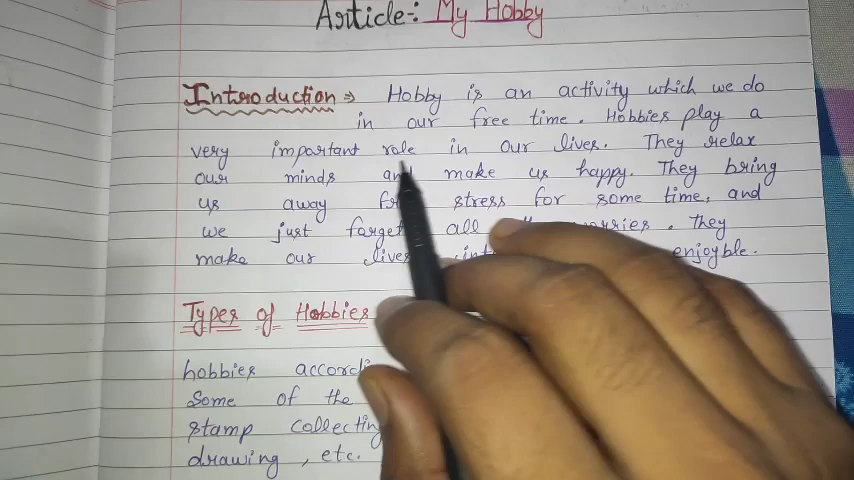 Article:- My Hobby
Introduction ⇒ Hobby is an activity which we do
in our free time. Hobbies play a
very important role in our lives. They relax
our minds and make us happy. They bring
us away stress for some time, and
we just forget all worries. They
make our lives enjoyble.
Types of Hobbies
hobbies
Some of the
stamp collecting
drawing, etc.